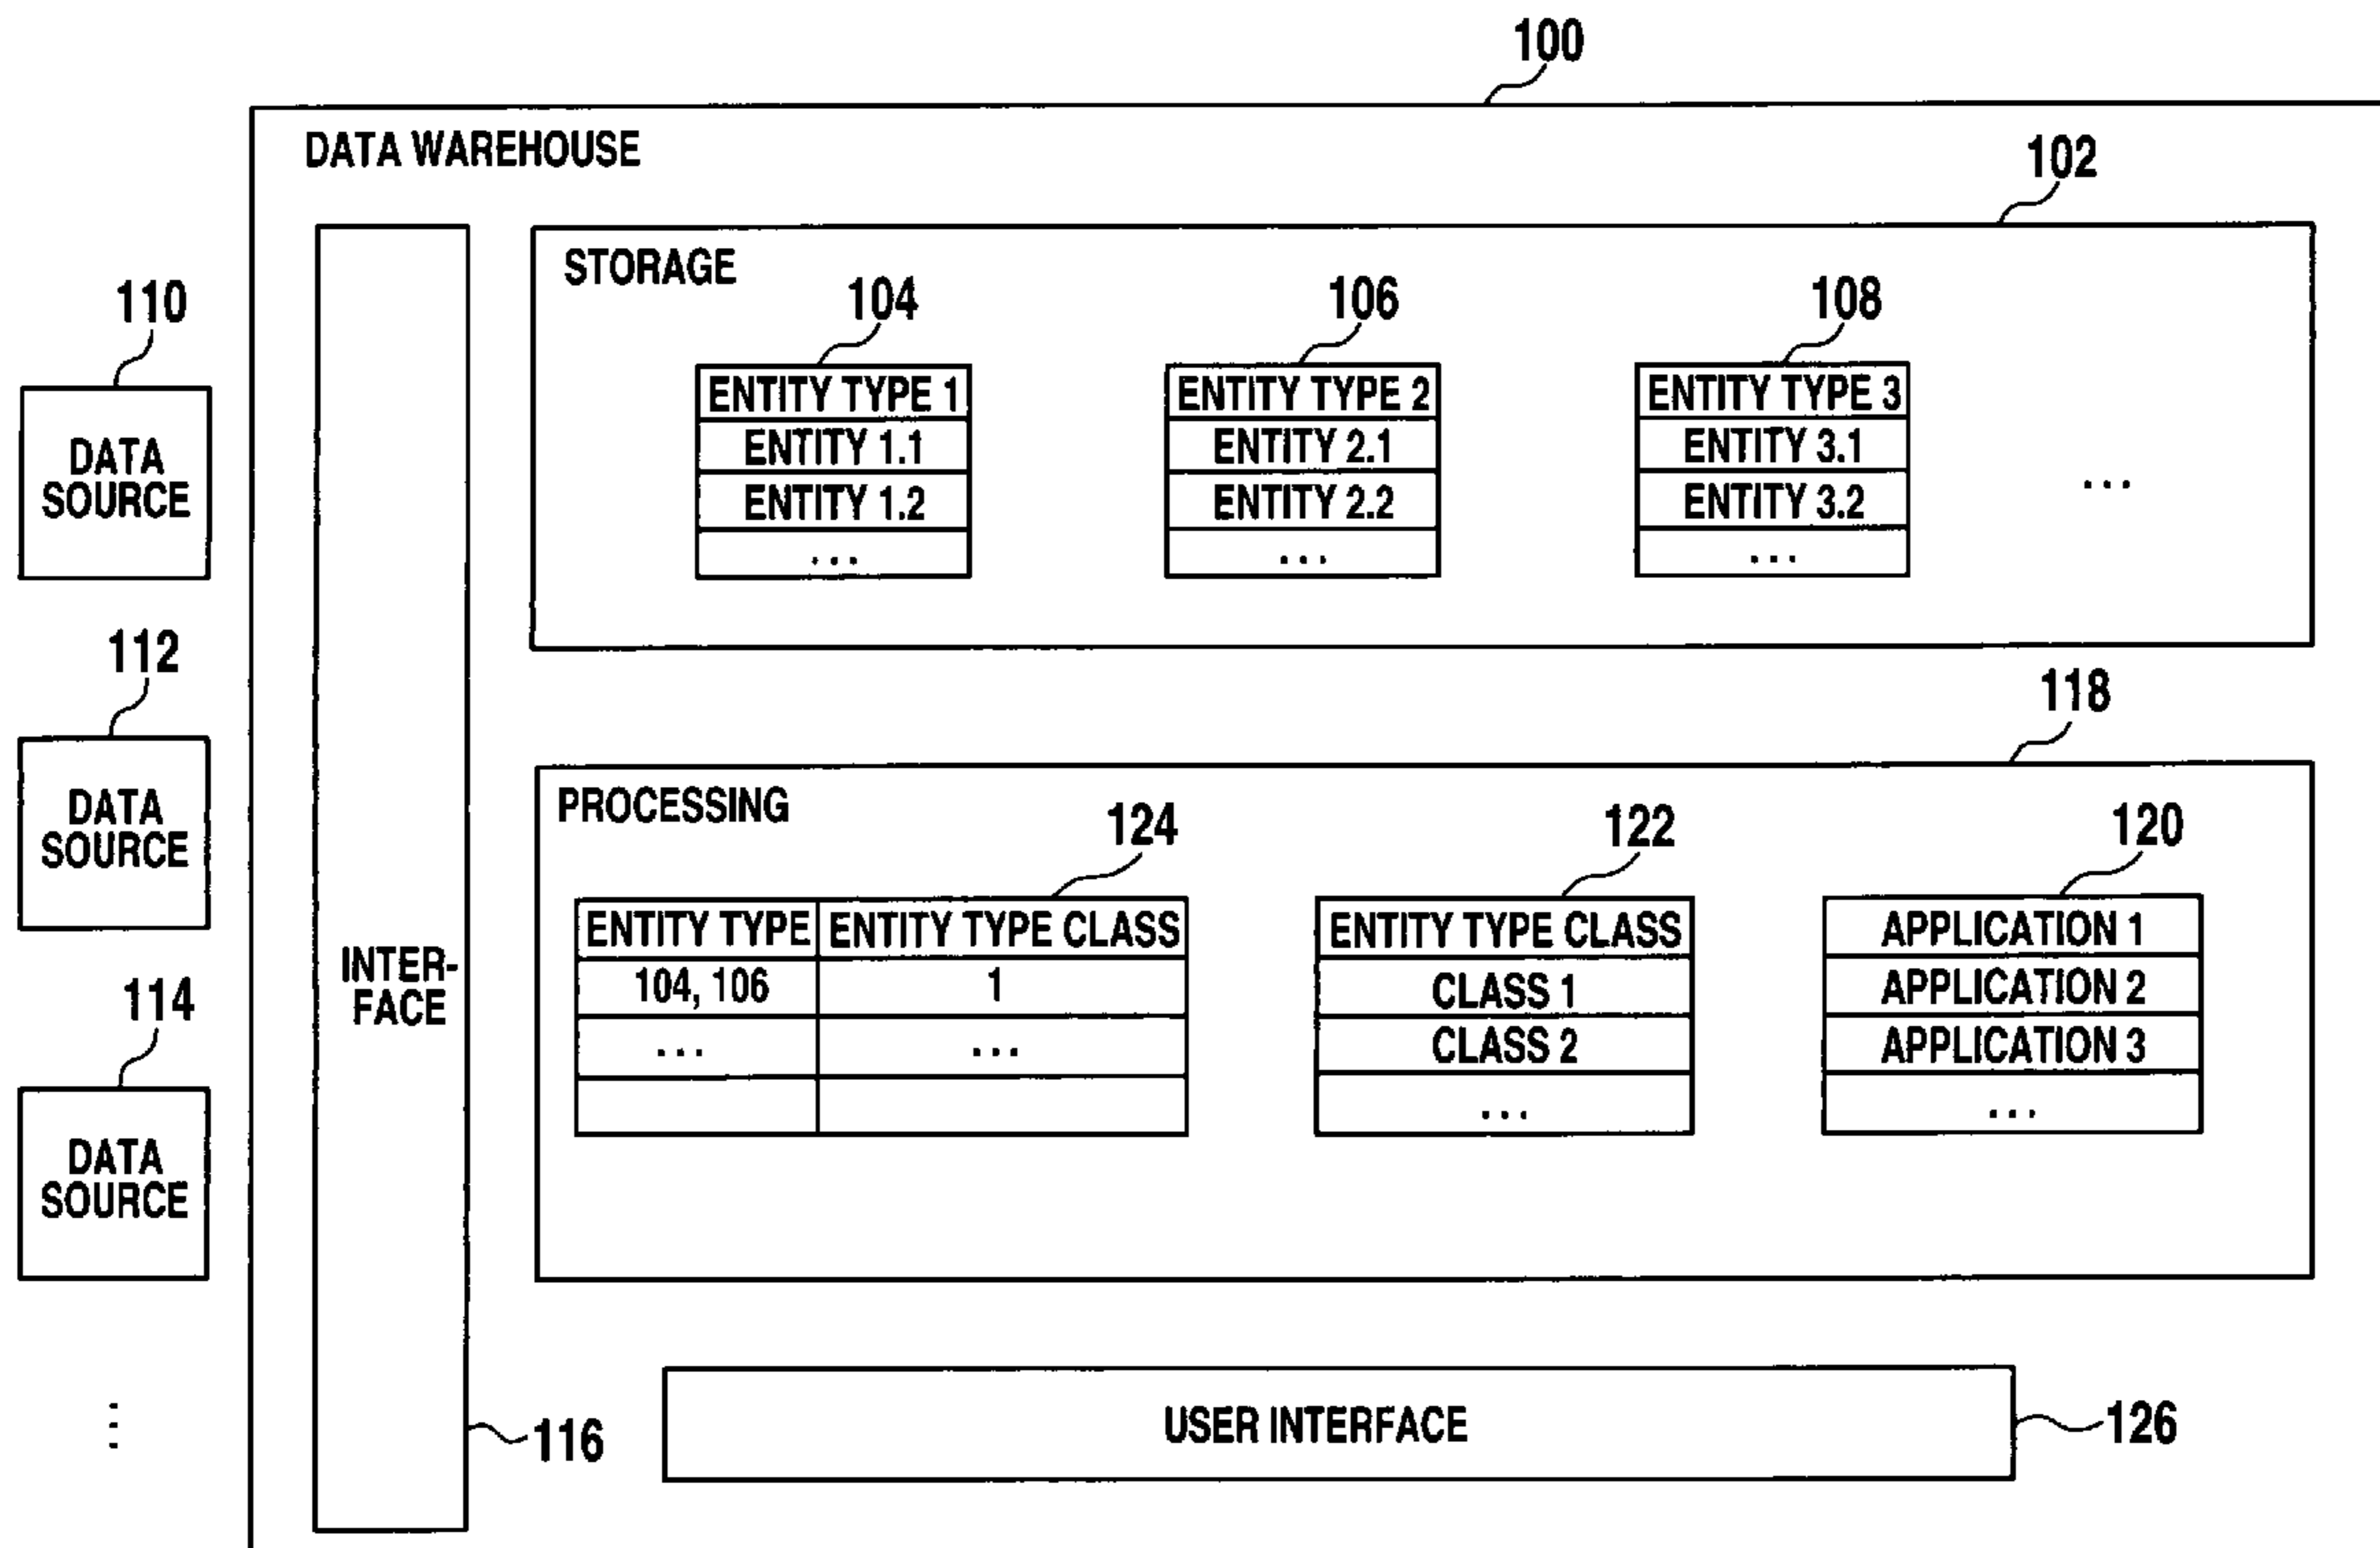 100
DATA WAREHOUSE
102
STORAGE
104
106
108
110
ENTITY TYPE 1
ENTITY 1.1
ENTITY 1.2
...
ENTITY TYPE 2
ENTITY 2.1
ENTITY 2.2
...
ENTITY TYPE 3
ENTITY 3.1
ENTITY 3.2
...
...
DATA
SOURCE
112
DATA
SOURCE
114
DATA
SOURCE
...
INTER-
FACE
116
118
PROCESSING
124
122
120
ENTITY TYPE ENTITY TYPE CLASS
104, 106 1
... ...
ENTITY TYPE CLASS
CLASS 1
CLASS 2
...
APPLICATION 1
APPLICATION 2
APPLICATION 3
...
USER INTERFACE
126